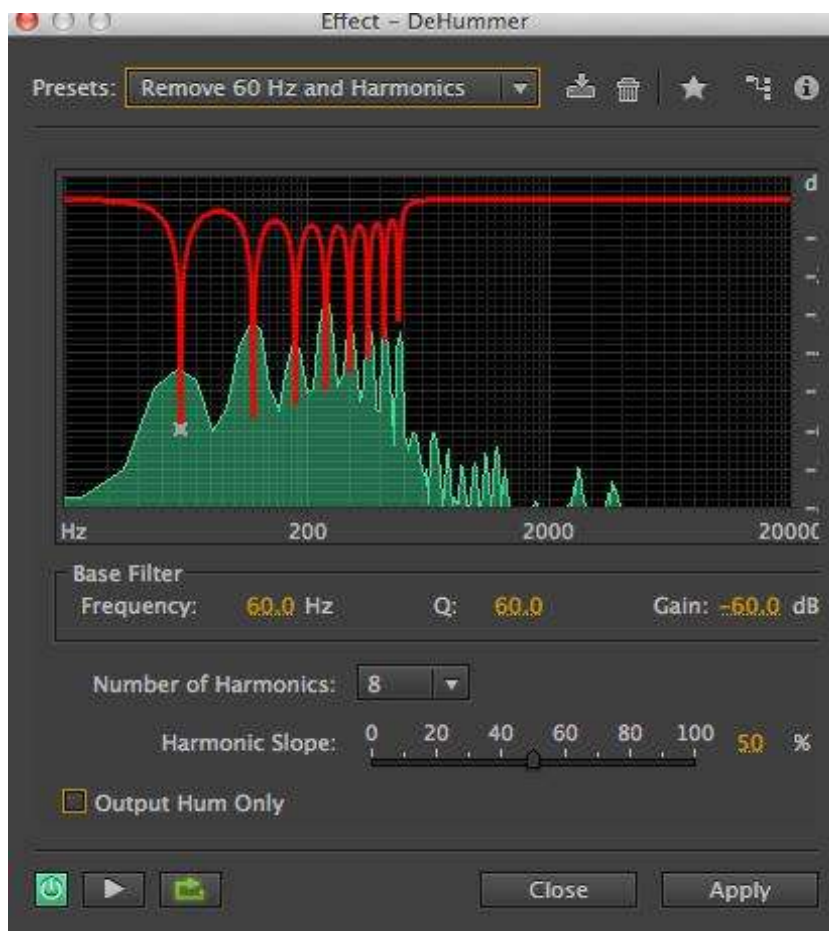 Effect – DeHummer
Presets: Remove 60 Hz and Harmonics
d
Hz 200 2000 2000
Base Filter
Frequency: 60.0 Hz Q: 60.0 Gain: -60.0 dB
Number of Harmonics: 8
0 20 40 60 80 100
Harmonic Slope: 50 %
Output Hum Only
Close Apply